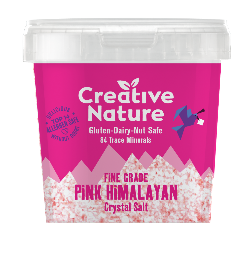 Creative
Nature
Gluten-Dairy-Nut Safe
84 Trace Minerals
FINE GRADE
PiNK HiMALAYAN
Crystal Salt